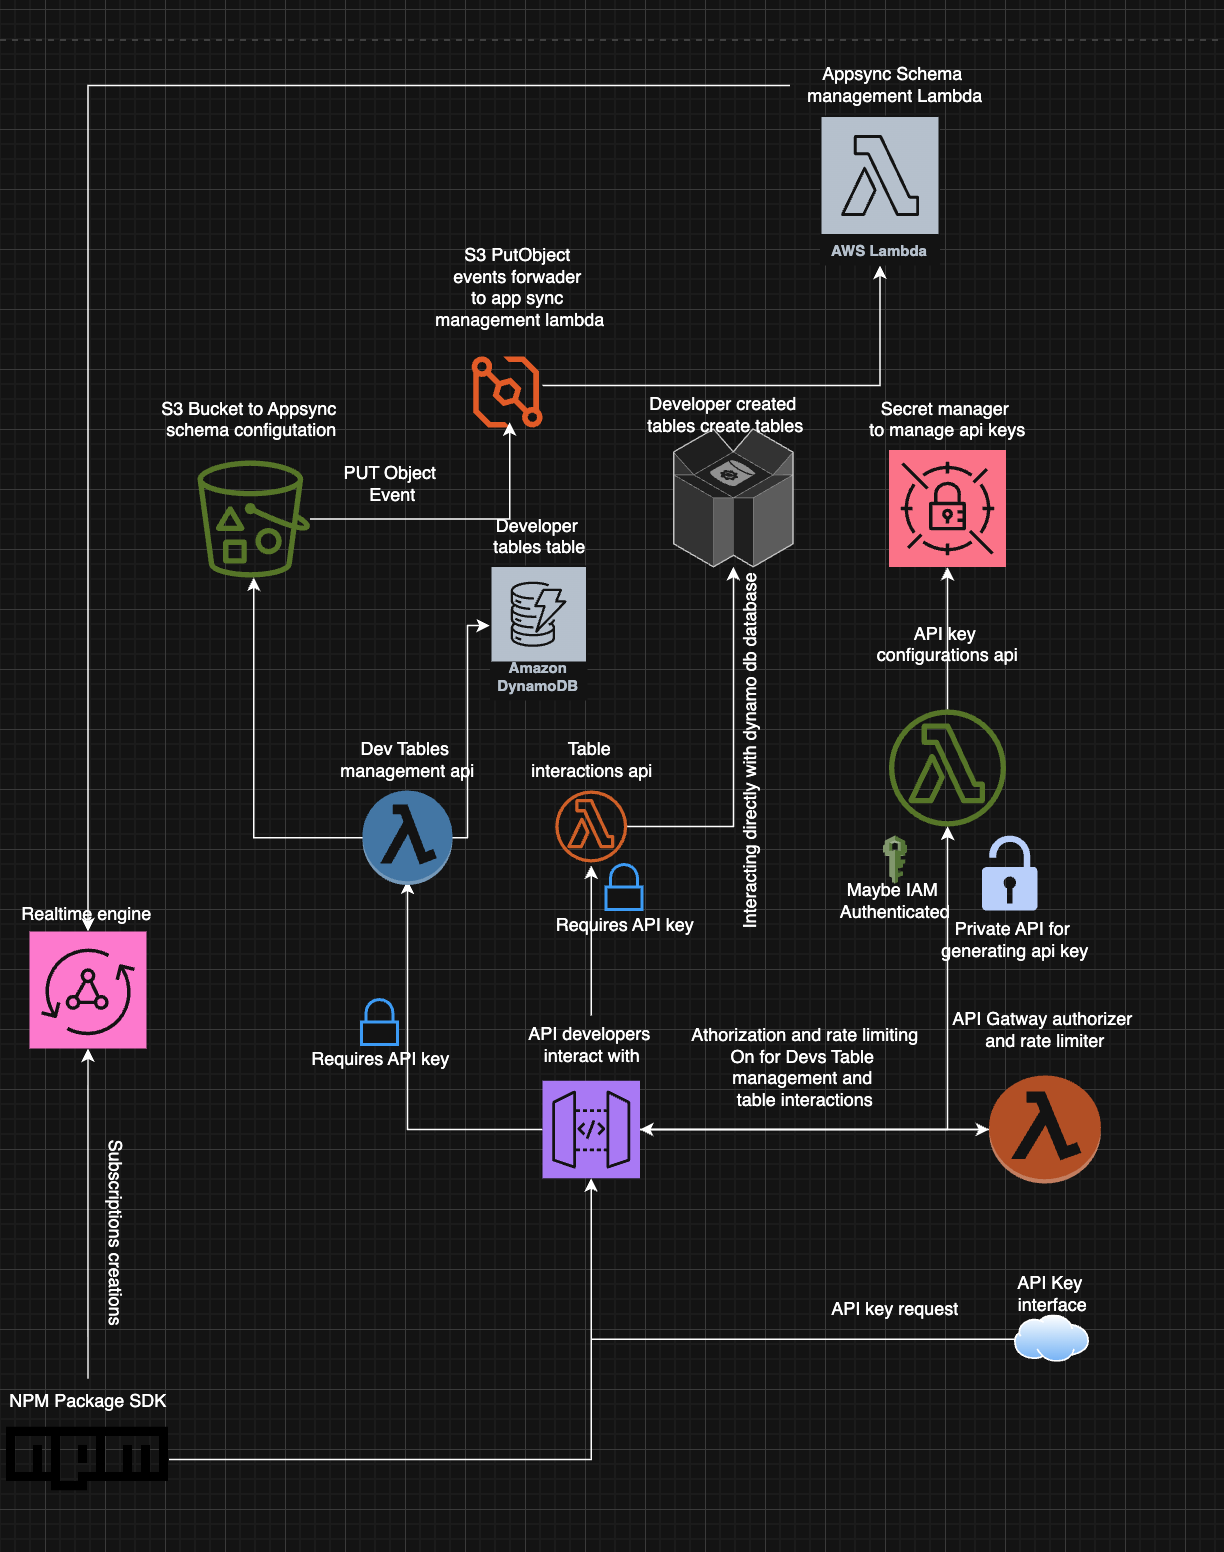 Appsync Schema
management Lambda
AWS Lambda
S3 PutObject
events forwader
to app sync
management lambda
S3 Bucket to Appsync
schema configutation
Developer created
tables create tables
Secret manager
to manage api keys
PUT Object
Event
Developer
tables table
Amazon
DynamoDB
Interacting directly with dynamo db database
API key
configurations api
Dev Tables
management api
Table
interactions api
Maybe IAM
Authenticated
Requires API key
Private API for
generating api key
Realtime engine
Requires API key
API developers
interact with
Athorization and rate limiting
On for Devs Table
management and
table interactions
API Gatway authorizer
and rate limiter
</>
Subscriptions creations
API key request
API Key
interface
NPM Package SDK
npm